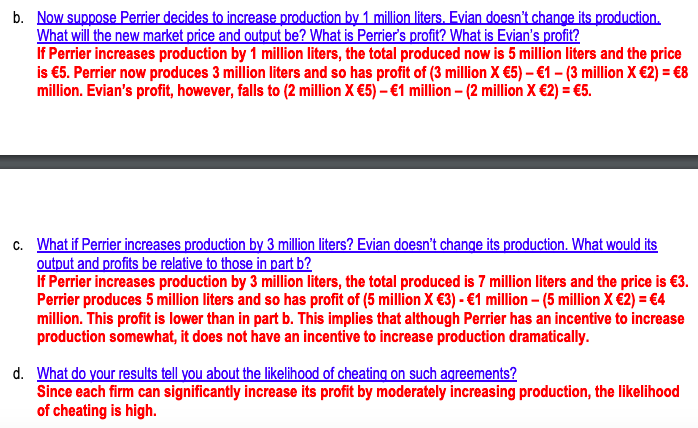 b. Now suppose Perrier decides to increase production by 1 million liters. Evian doesn't change its production.
What will the new market price and output be? What is Perrier's profit? What is Evian's profit?
If Perrier increases production by 1 million liters, the total produced now is 5 million liters and the price
is €5. Perrier now produces 3 million liters and so has profit of (3 million X €5) – €1 – (3 million X €2) = €8
million. Evian's profit, however, falls to (2 million X €5) – €1 million – (2 million X €2) = €5.
c. What if Perrier increases production by 3 million liters? Evian doesn't change its production. What would its
output and profits be relative to those in part b?
If Perrier increases production by 3 million liters, the total produced is 7 million liters and the price is €3.
Perrier produces 5 million liters and so has profit of (5 million X €3) - €1 million – (5 million X €2) = €4
million. This profit is lower than in part b. This implies that although Perrier has an incentive to increase
production somewhat, it does not have an incentive to increase production dramatically.
d. What do your results tell you about the likelihood of cheating on such agreements?
Since each firm can significantly increase its profit by moderately increasing production, the likelihood
of cheating is high.